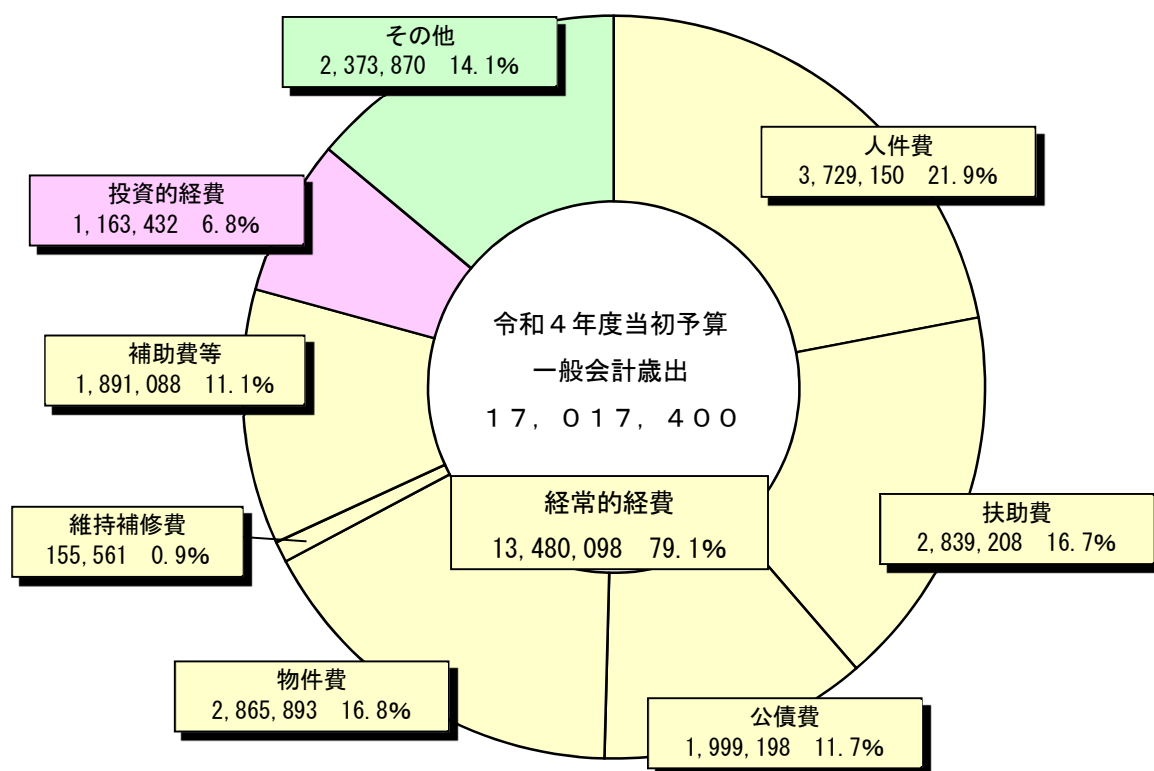 その他
2,373,870 14.1%
人件費
3,729,150 21.9%
投資的経費
1,163,432 6.8%
令和４年度当初予算
一般会計歳出
１７，０１７，４００
補助費等
1,891,088 11.1%
経常的経費
13,480,098 79.1%
扶助費
2,839,208 16.7%
維持補修費
155,561 0.9%
物件費
2,865,893 16.8%
公債費
1,999,198 11.7%